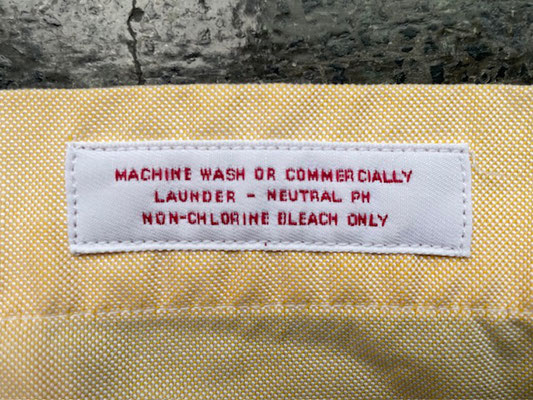 MACHINE WASH OR COMMERCIALLY
LAUNDER - NEUTRAL PH
NON-CHLORINE BLEACH ONLY